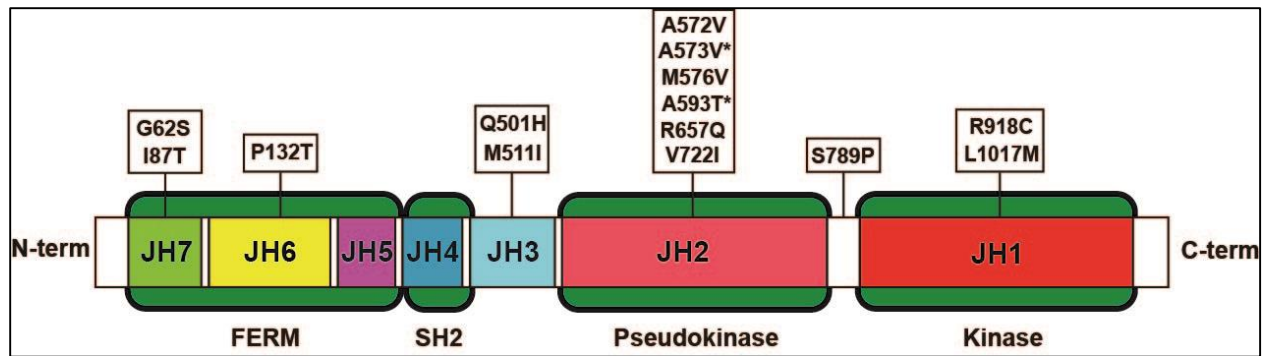 A572V
A573V*
M576V
A593T*
R657Q
V722I
G62S
I87T
P132T
Q501H
M511I
S789P
R918C
L1017M
N-term
JH7
JH6
JH5
JH4
JH3
JH2
JH1
C-term
FERM
SH2
Pseudokinase
Kinase